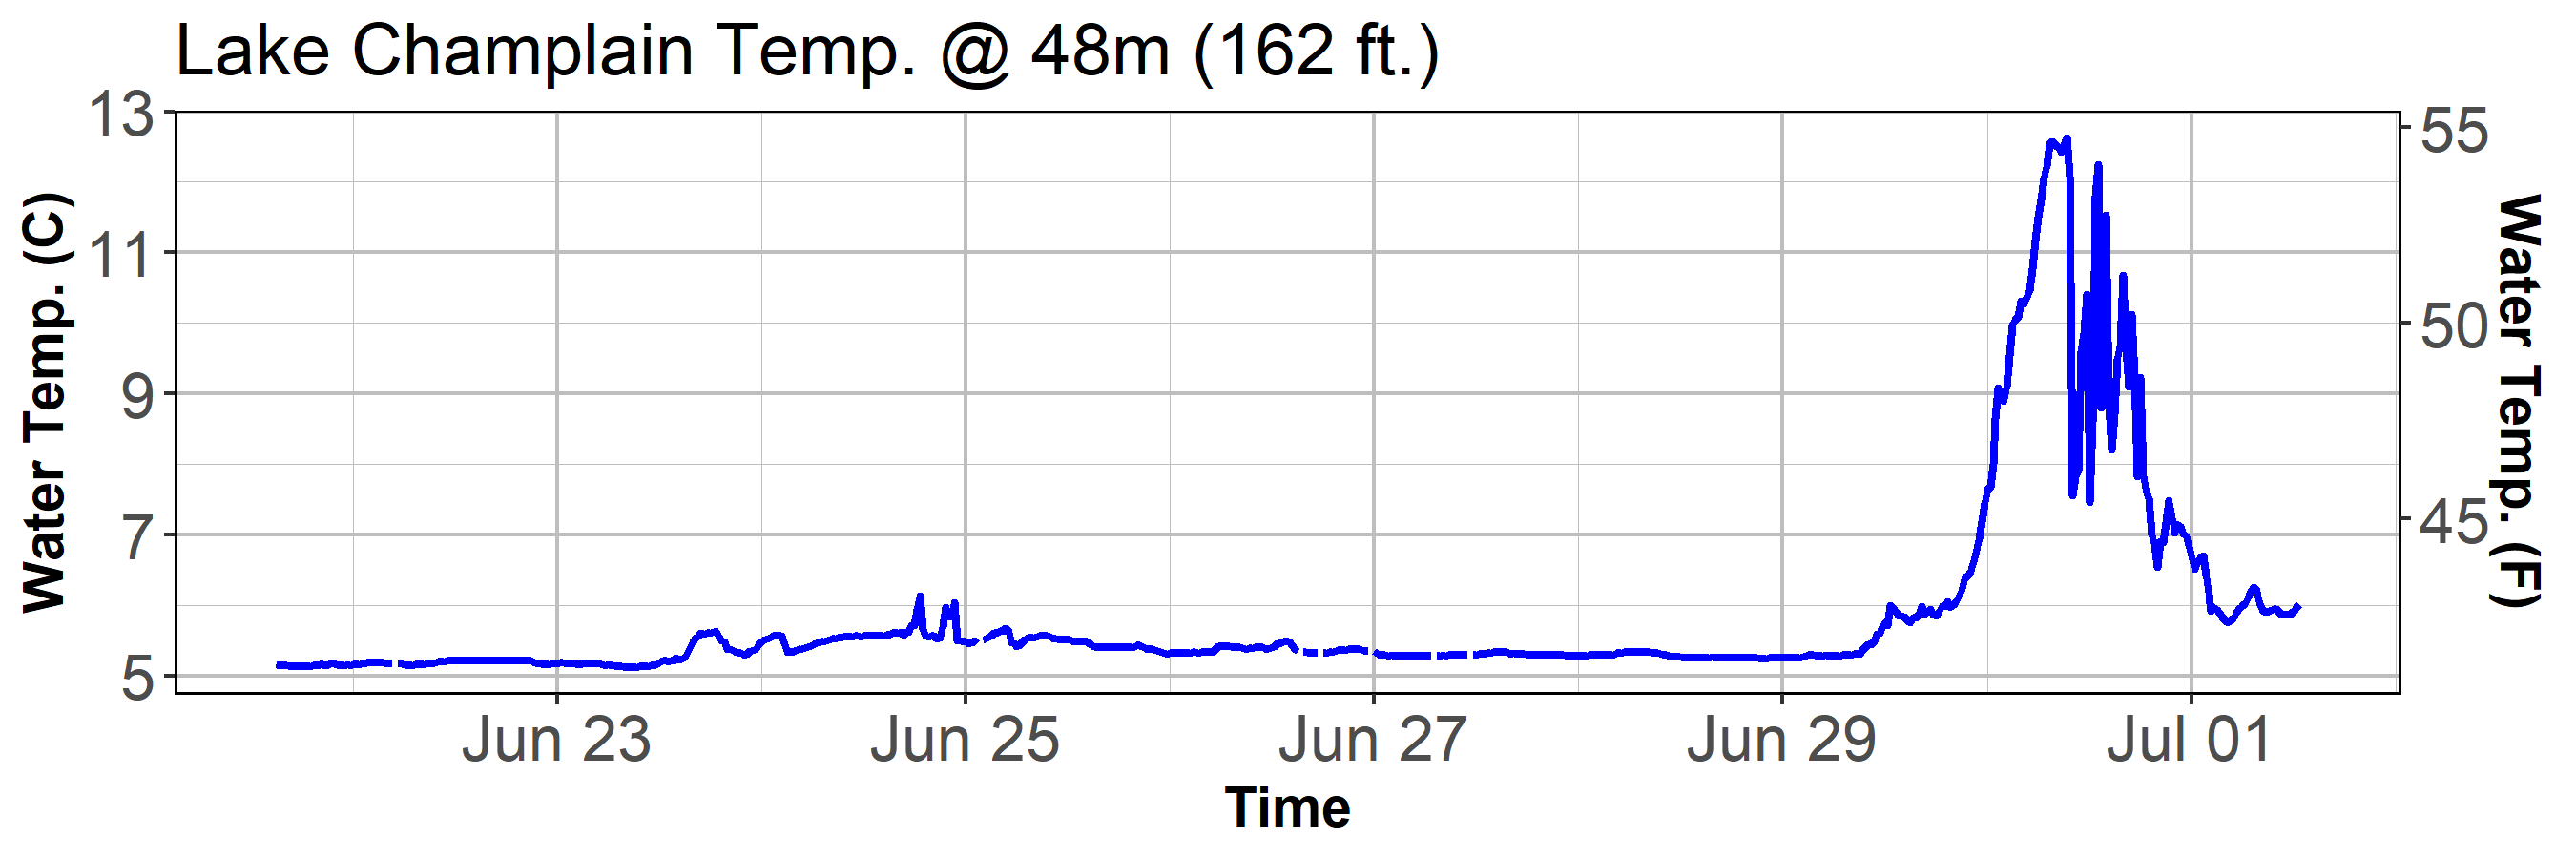 Lake Champlain Temp. @ 48m (162 ft.)
13
11
9
7
5
Water Temp. (C)
55
50
45
Water Temp. (F)
Jun 23
Jun 25
Jun 27
Jun 29
Jul 01
Time